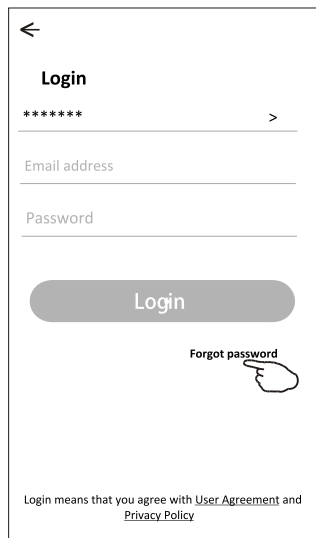 Login
******* >
Email address
Password
Login
Forgot password
Login means that you agree with User Agreement and
Privacy Policy